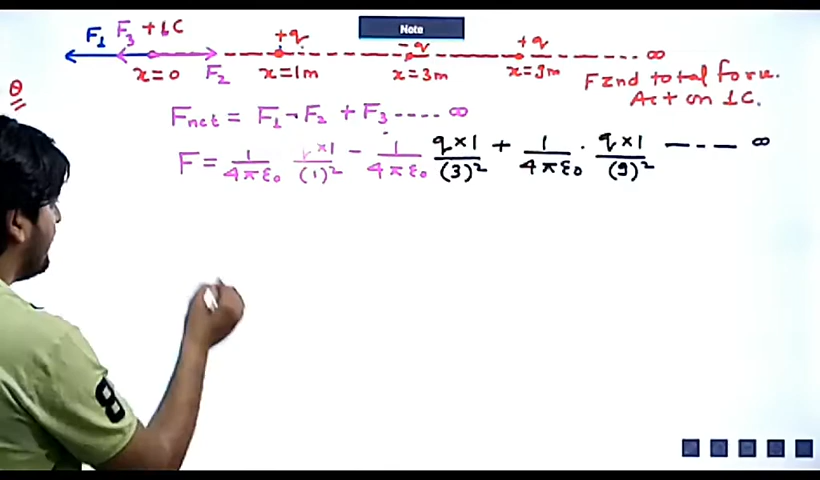 Note
F₁ F₃ +1C +q -q +q
x=0 F₂ x=1m x=3m x=9m ∞
Find total force.
Act on 1C.
Q
Fnet = F₁ - F₂ + F₃ ---- ∞
F = 1/4πε₀ q×1/(1)² - 1/4πε₀ q×1/(3)² + 1/4πε₀ · q×1/(9)² --- ∞
8